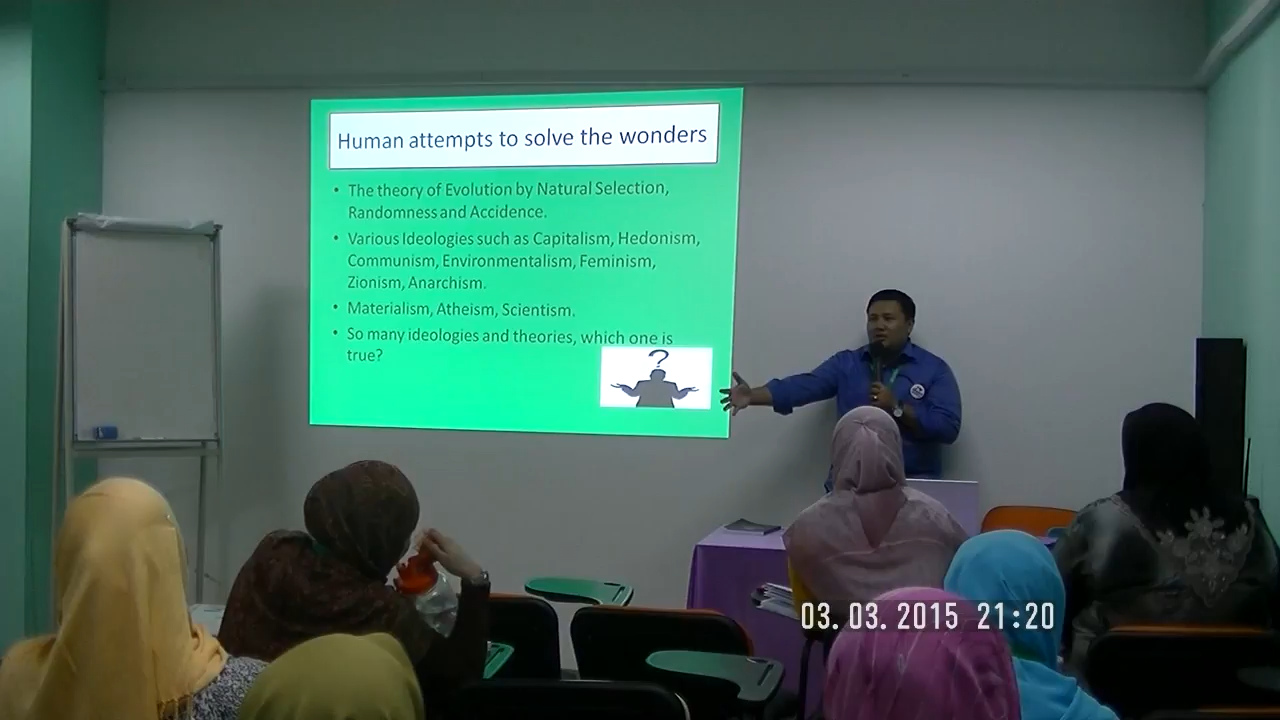 Human attempts to solve the wonders
• The theory of Evolution by Natural Selection,
Randomness and Accidence.
• Various Ideologies such as Capitalism, Hedonism,
Communism, Environmentalism, Feminism,
Zionism, Anarchism.
• Materialism, Atheism, Scientism.
• So many ideologies and theories, which one is
true?
?
03.03.2015 21:20